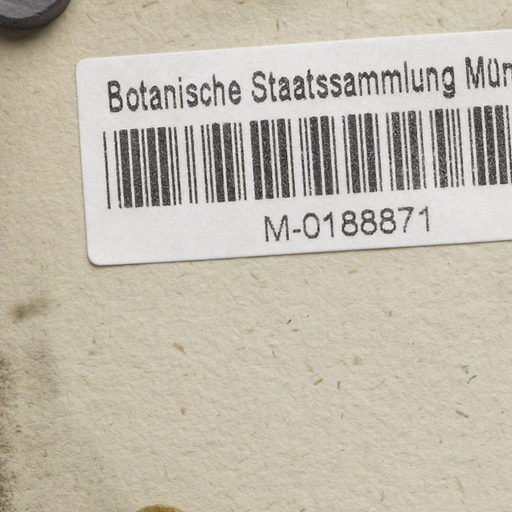 Botanische Staatssammlung Mün
M-0188871